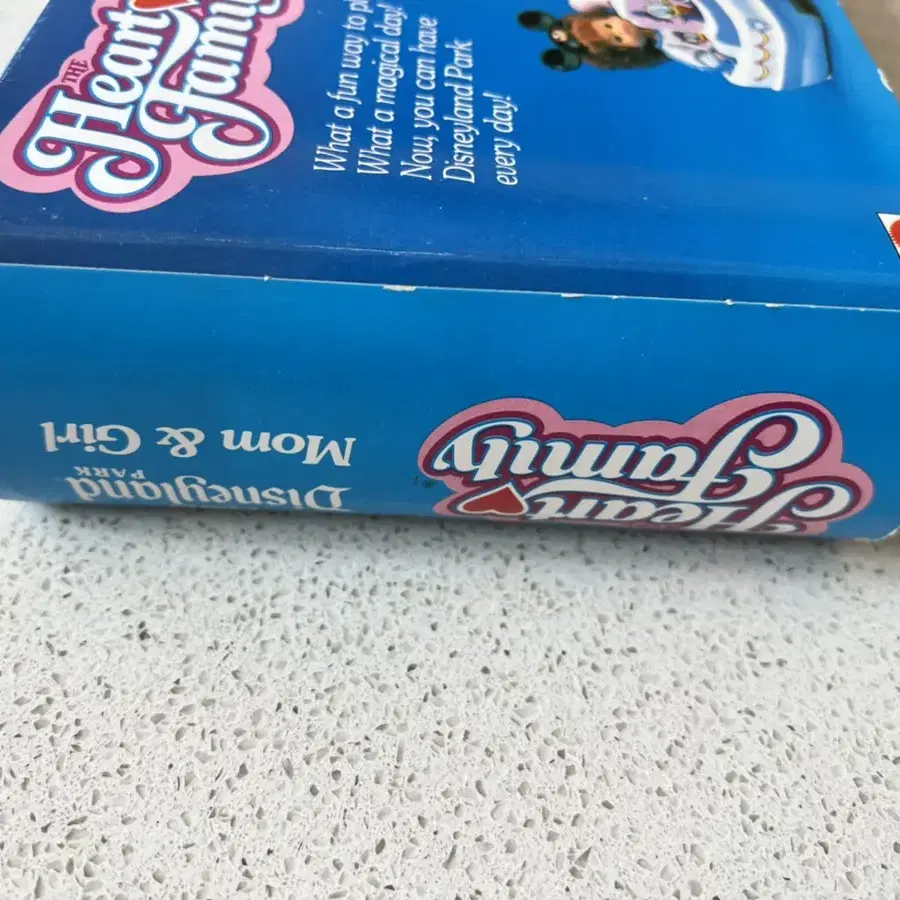 THE
Heart
Family
What a fun way to
What a magical day!
Now, you can have
Disneyland Park
every day!
Heart
Family
®
Disneyland
PARK
Mom & Girl